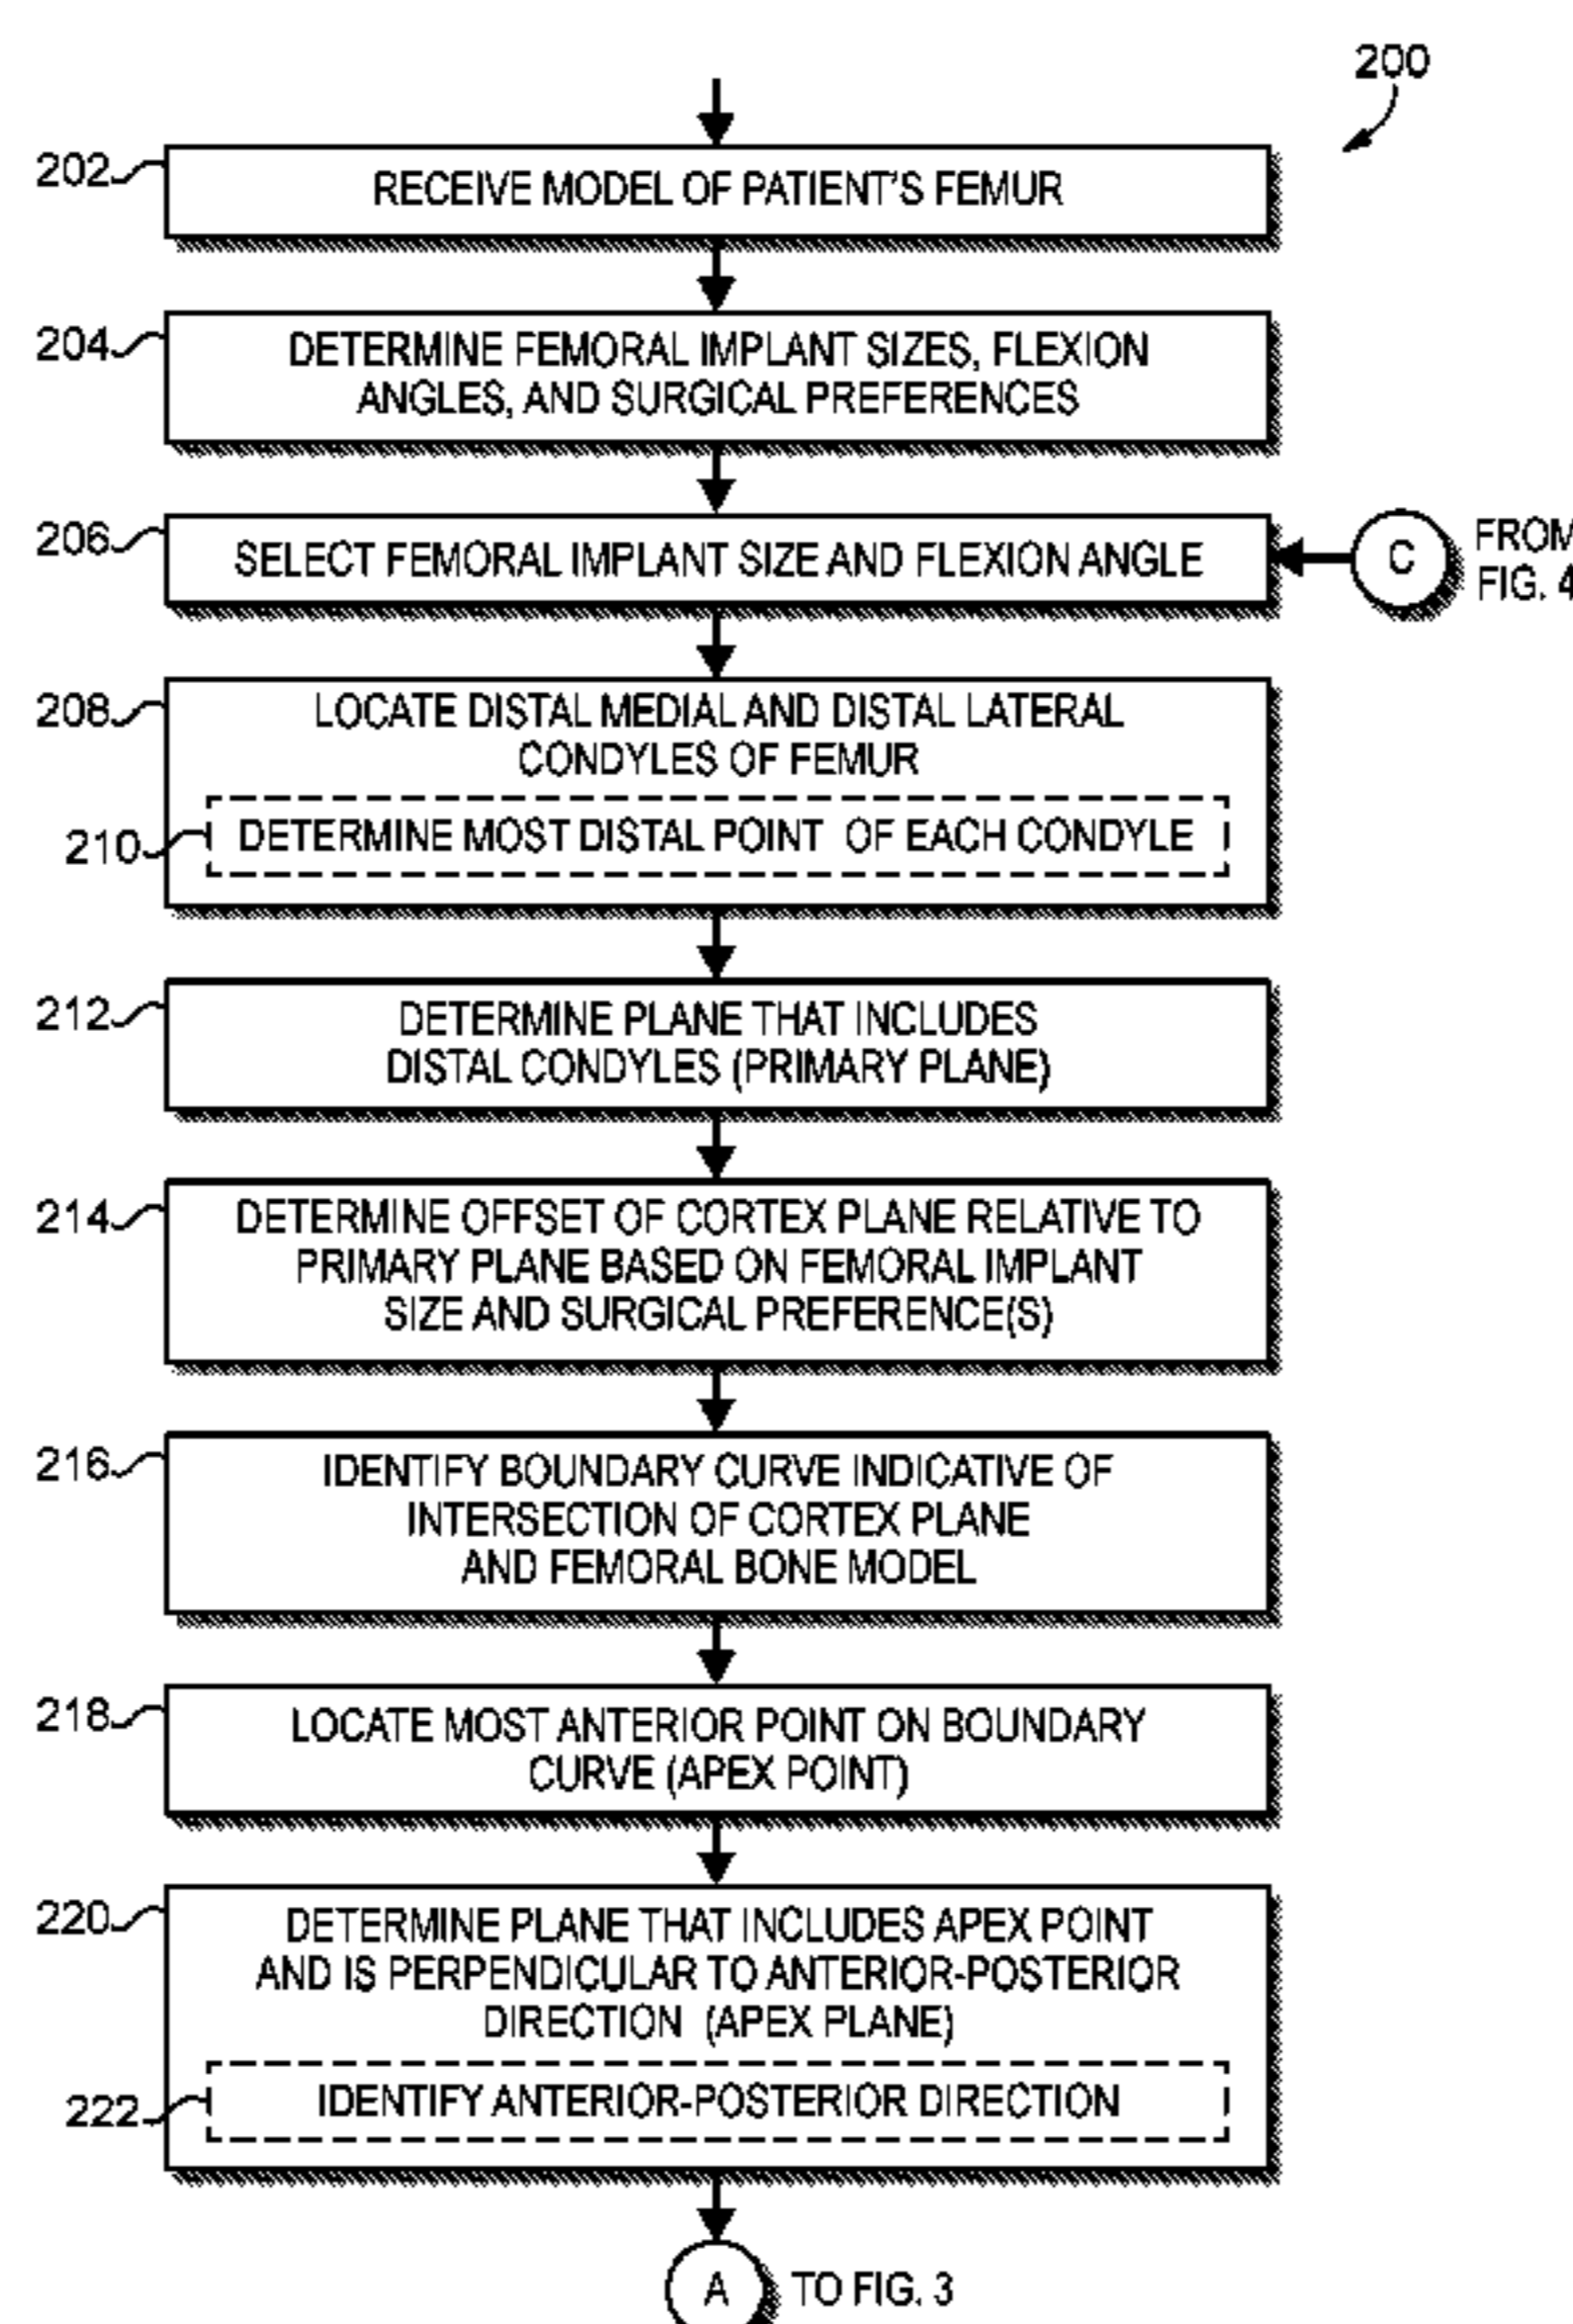 200
202
RECEIVE MODEL OF PATIENT'S FEMUR
204
DETERMINE FEMORAL IMPLANT SIZES, FLEXION
ANGLES, AND SURGICAL PREFERENCES
206
SELECT FEMORAL IMPLANT SIZE AND FLEXION ANGLE
C
FROM
FIG. 4
208
LOCATE DISTAL MEDIAL AND DISTAL LATERAL
CONDYLES OF FEMUR
210
DETERMINE MOST DISTAL POINT OF EACH CONDYLE
212
DETERMINE PLANE THAT INCLUDES
DISTAL CONDYLES (PRIMARY PLANE)
214
DETERMINE OFFSET OF CORTEX PLANE RELATIVE TO
PRIMARY PLANE BASED ON FEMORAL IMPLANT
SIZE AND SURGICAL PREFERENCE(S)
216
IDENTIFY BOUNDARY CURVE INDICATIVE OF
INTERSECTION OF CORTEX PLANE
AND FEMORAL BONE MODEL
218
LOCATE MOST ANTERIOR POINT ON BOUNDARY
CURVE (APEX POINT)
220
DETERMINE PLANE THAT INCLUDES APEX POINT
AND IS PERPENDICULAR TO ANTERIOR-POSTERIOR
DIRECTION (APEX PLANE)
222
IDENTIFY ANTERIOR-POSTERIOR DIRECTION
A
TO FIG. 3